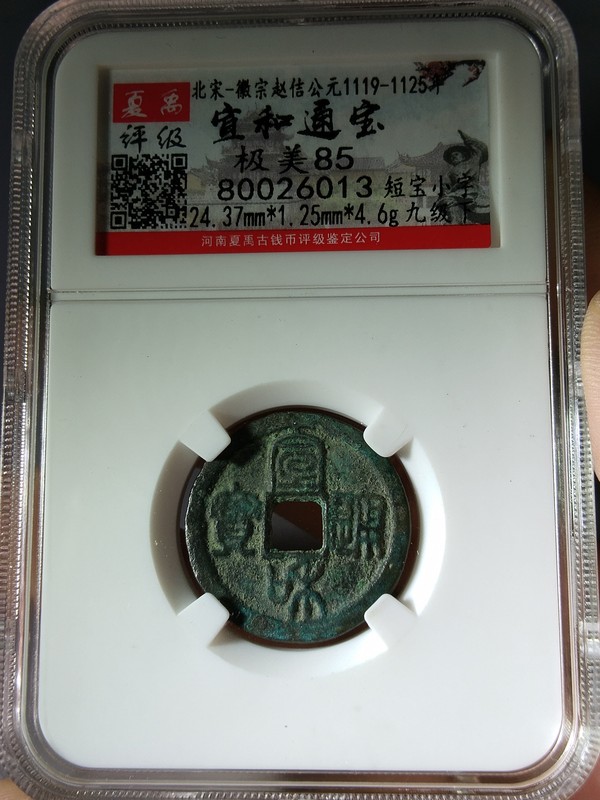 夏禹
评级
北宋-徽宗赵佶公元1119-1125年
宣和通宝
极美85
80026013 短宝小字
24.37mm*1.25mm*4.6g 九级下
河南夏禹古钱币评级鉴定公司
宣和通寶